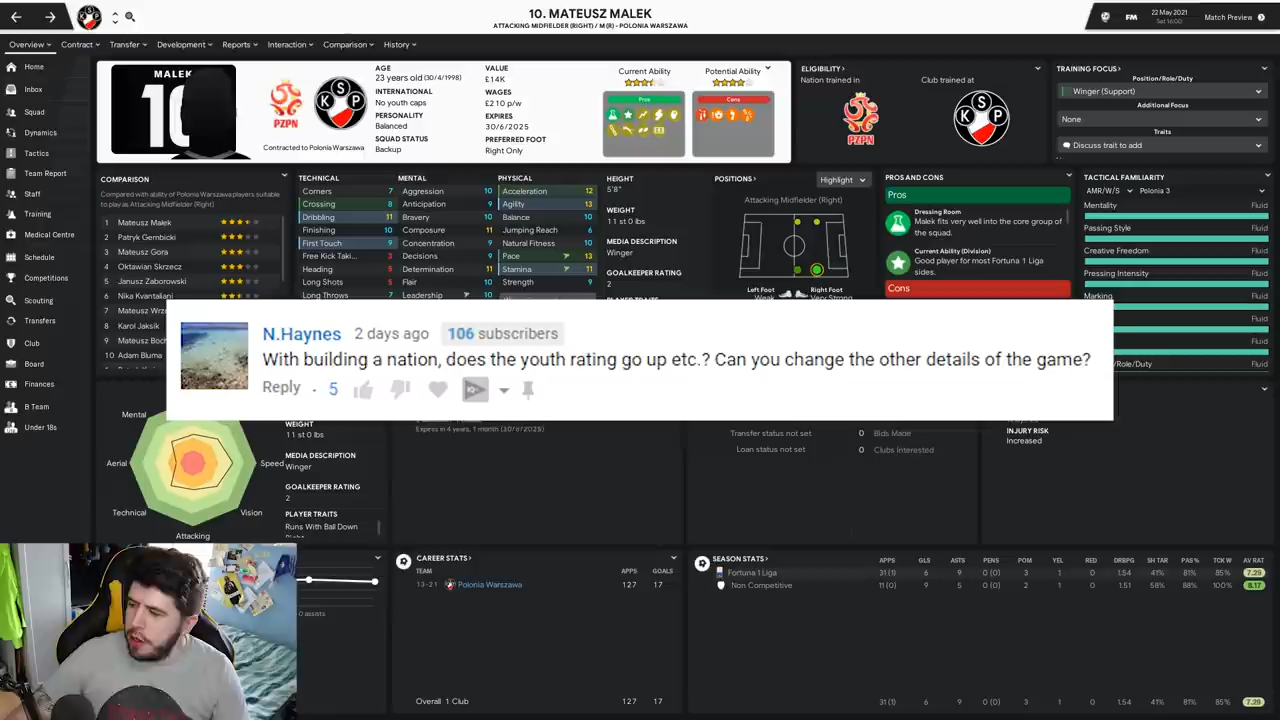 10. MATEUSZ MALEK
ATTACKING MIDFIELDER (RIGHT) / M (R) - POLONIA WARSZAWA
FM
22 May 2021
Sat 16:00
Match Preview
Overview
Contract
Transfer
Development
Reports
Interaction
Comparison
History
Home
Inbox
Squad
Dynamics
Tactics
Team Report
Staff
Training
Medical Centre
Schedule
Competitions
Scouting
Transfers
Club
Board
Finances
B Team
Under 18s
MALEK
10
PZPN
KSP
Contracted to Polonia Warszawa
AGE
23 years old (30/4/1998)
INTERNATIONAL
No youth caps
PERSONALITY
Balanced
SQUAD STATUS
Backup
VALUE
£14K
WAGES
£210 p/w
EXPIRES
30/6/2025
PREFERRED FOOT
Right Only
Current Ability
Potential Ability
Pros
Cons
ELIGIBILITY
Nation trained in
Club trained at
PZPN
KSP
TRAINING FOCUS
Position/Role/Duty
Winger (Support)
Additional Focus
None
Traits
Discuss trait to add
COMPARISON
Compared with ability of Polonia Warszawa players suitable
to play as Attacking Midfielder (Right)
1 Mateusz Małek
2 Patryk Gembicki
3 Mateusz Gora
4 Oktawian Skrzecz
5 Janusz Zaborowski
6 Nika Kvantaliani
7 Mateusz Wrz
8 Karol Jaksik
9 Mateusz Boch
10 Adam Bluma
TECHNICAL
Corners 7
Crossing 8
Dribbling 11
Finishing 10
First Touch 9
Free Kick Taki... 3
Heading 5
Long Shots 5
Long Throws 7
MENTAL
Aggression 10
Anticipation 9
Bravery 10
Composure 11
Concentration 9
Decisions 9
Determination 11
Flair 10
Leadership 10
PHYSICAL
Acceleration 12
Agility 13
Balance 10
Jumping Reach 6
Natural Fitness 10
Pace 13
Stamina 11
Strength 9
HEIGHT
5'8"
WEIGHT
11 st 0 lbs
MEDIA DESCRIPTION
Winger
GOALKEEPER RATING
2
PLAYER TRAITS
POSITIONS
Highlight
Attacking Midfielder (Right)
Left Foot
Weak
Right Foot
Very Strong
PROS AND CONS
Pros
Dressing Room
Malek fits very well into the core group of
the squad.
Current Ability (Division)
Good player for most Fortuna 1 Liga
sides.
Cons
TACTICAL FAMILIARITY
AMR/W/S
Polonia 3
Mentality Fluid
Passing Style Fluid
Creative Freedom Fluid
Pressing Intensity Fluid
Marking Fluid
Fluid
Fluid
/Role/Duty Fluid
N.Haynes 2 days ago 106 subscribers
With building a nation, does the youth rating go up etc.? Can you change the other details of the game?
Reply · 5
Mental
Aerial
Speed
Technical
Vision
Attacking
WEIGHT
11 st 0 lbs
MEDIA DESCRIPTION
Winger
GOALKEEPER RATING
2
PLAYER TRAITS
Runs With Ball Down
Right
Expires in 4 years, 1 month (30/6/2025)
Transfer status not set
0 Bids Made
Loan status not set
0 Clubs Interested
INJURY RISK
Increased
0 assists
CAREER STATS
TEAM APPS GOALS
13-21 Polonia Warszawa 127 17
Overall 1 Club 127 17
SEASON STATS
APPS GLS ASTS PENS POM YEL RED DRBPG SH TAR PAS % TCK W AV RAT
Fortuna 1 Liga 31 (1) 6 9 0 (0) 3 1 0 1.54 41% 81% 85% 7.29
Non Competitive 11 (0) 9 5 0 (0) 2 1 0 1.51 58% 88% 100% 8.17
31 (1) 6 9 0 (0) 3 1 0 1.54 41% 81% 85% 7.29